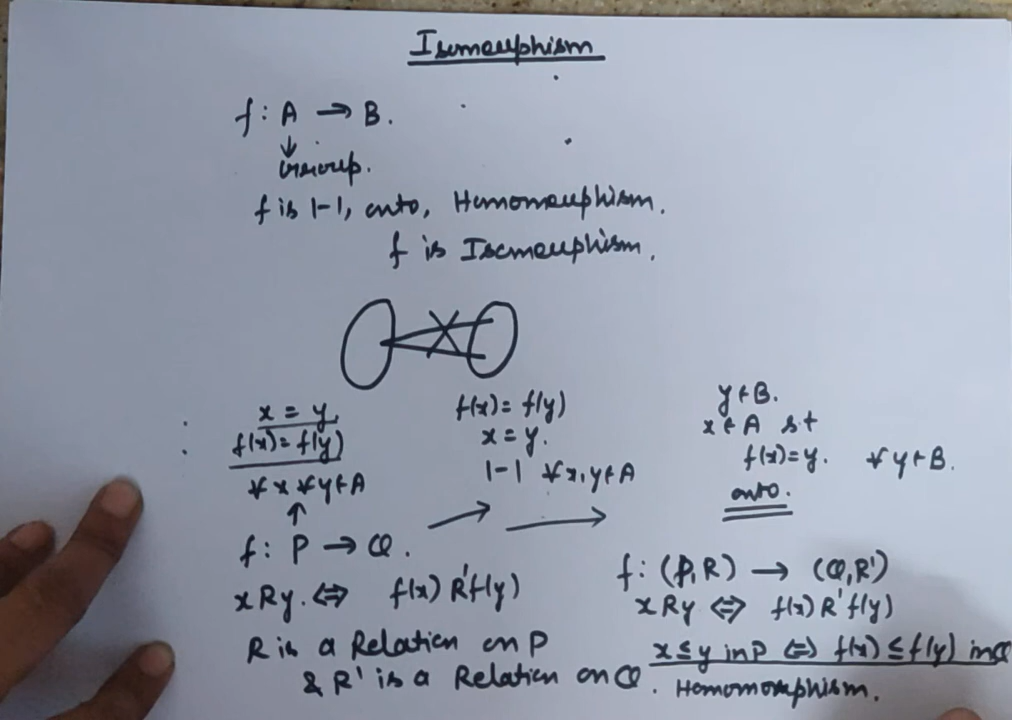 Isomorphism
f: A → B.
↓
Group.
f is 1-1, onto, Homomorphism.
f is Isomorphism.
x = y
f(x) = f(y)
∀ x ∀ y ∈ A
f(x) = f(y)
x = y.
1-1 ∀ x, y ∈ A
y ∈ B.
x ∈ A s.t
f(x) = y. ∀ y ∈ B.
onto.
f: P → Q.
xRy. ⇔ f(x) R' f(y)
R is a Relation on P
& R' is a Relation on Q.
f: (P, R) → (Q, R')
xRy ⇔ f(x) R' f(y)
x ≤ y in P ⇔ f(x) ≤ f(y) in Q
Homomorphism.